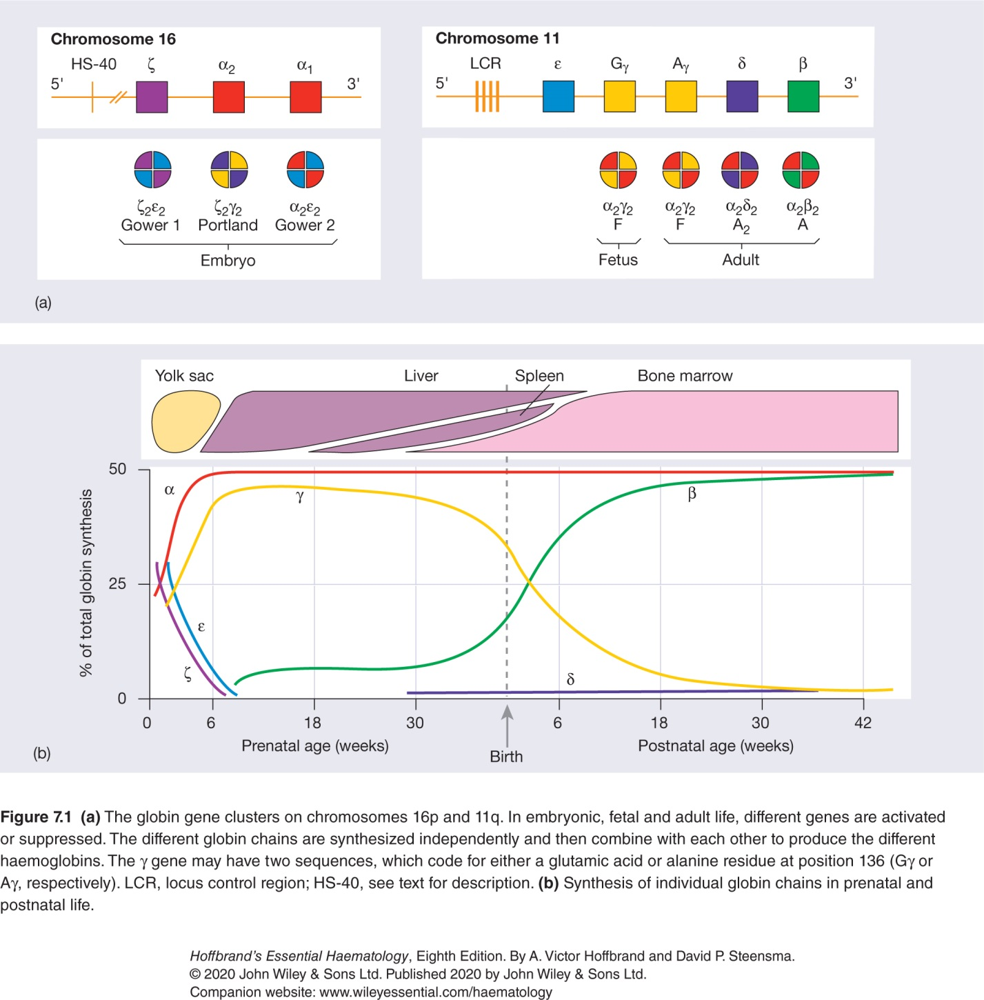 Chromosome 16
HS-40 ζ α2 α1
5' 3'
ζ2ε2 ζ2γ2 α2ε2
Gower 1 Portland Gower 2
Embryo
Chromosome 11
LCR ε Gγ Aγ δ β
5' 3'
α2γ2 α2γ2 α2δ2 α2β2
F F A2 A
Fetus Adult
(a)
Yolk sac Liver Spleen Bone marrow
% of total globin synthesis
50
25
0
α
γ
β
ε
ζ
δ
0 6 18 30 6 18 30 42
Prenatal age (weeks) Postnatal age (weeks)
Birth
(b)
Figure 7.1 (a) The globin gene clusters on chromosomes 16p and 11q. In embryonic, fetal and adult life, different genes are activated
or suppressed. The different globin chains are synthesized independently and then combine with each other to produce the different
haemoglobins. The γ gene may have two sequences, which code for either a glutamic acid or alanine residue at position 136 (Gγ or
Aγ, respectively). LCR, locus control region; HS-40, see text for description. (b) Synthesis of individual globin chains in prenatal and
postnatal life.
Hoffbrand's Essential Haematology, Eighth Edition. By A. Victor Hoffbrand and David P. Steensma.
© 2020 John Wiley & Sons Ltd. Published 2020 by John Wiley & Sons Ltd.
Companion website: www.wileyessential.com/haematology